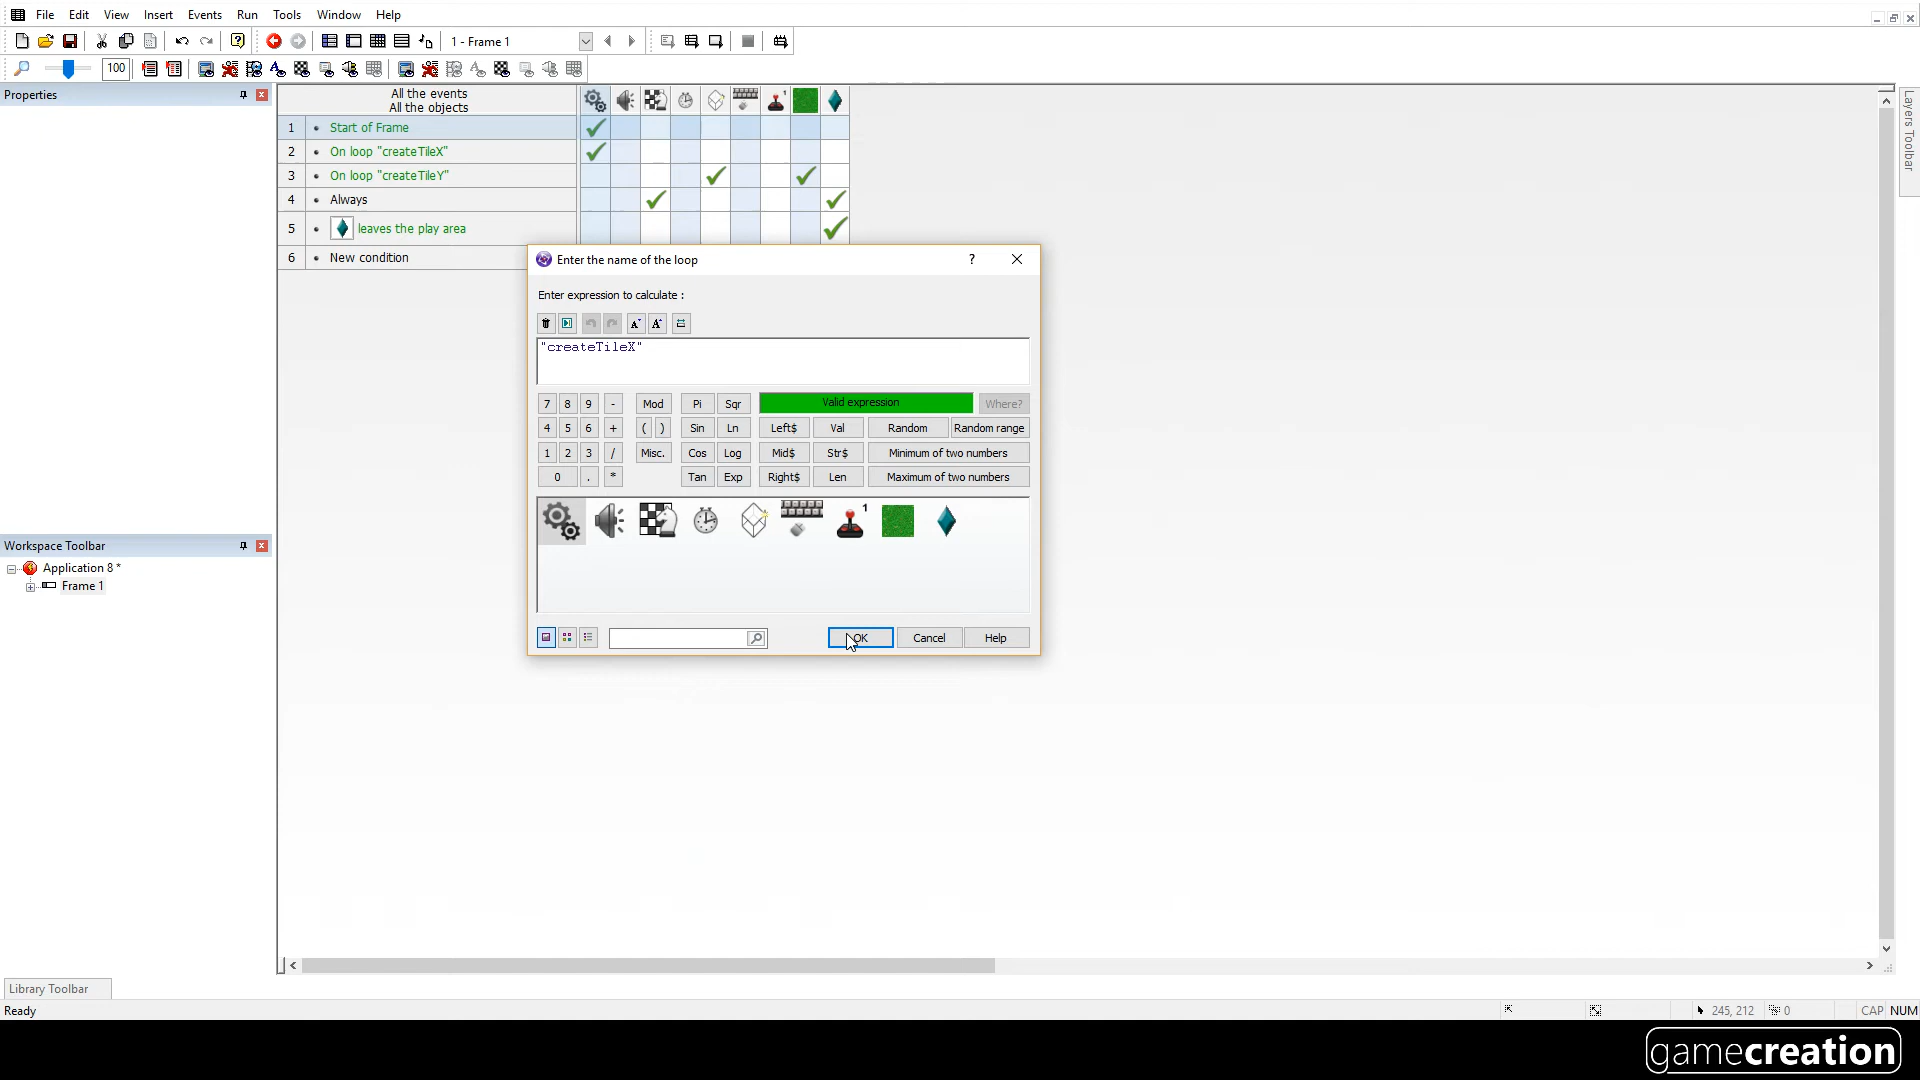 File Edit View Insert Events Run Tools Window Help
1 - Frame 1
100
Properties
All the events
All the objects
1 • Start of Frame
2 • On loop "createTileX"
3 • On loop "createTileY"
4 • Always
5 • leaves the play area
6 • New condition
Layers Toolbar
Enter the name of the loop ?
Enter expression to calculate :
"createTileX"
7 8 9 - Mod Pi Sqr Valid expression Where?
4 5 6 + ( ) Sin Ln Left$ Val Random Random range
1 2 3 / Misc. Cos Log Mid$ Str$ Minimum of two numbers
0 . * Tan Exp Right$ Len Maximum of two numbers
1
OK Cancel Help
Workspace Toolbar
Application 8 *
Frame 1
Library Toolbar
Ready 245, 212 0 CAP NUM
gamecreation